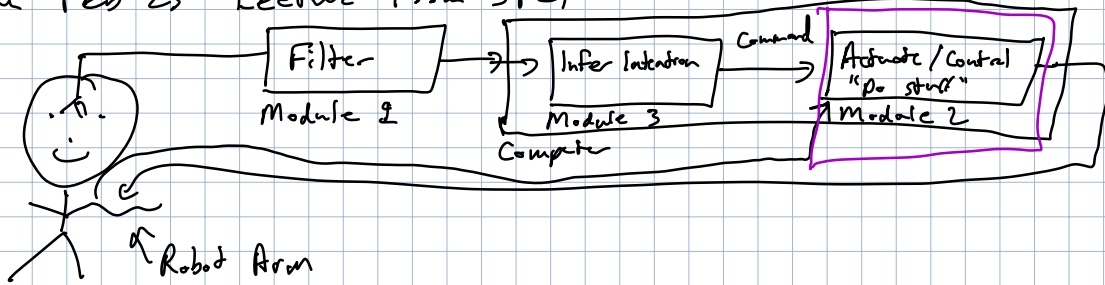 Filter
Module 1
Infer Intention
Module 3
Command
Actuate/Control
"Do stuff"
Module 2
Computer
Robot Arm